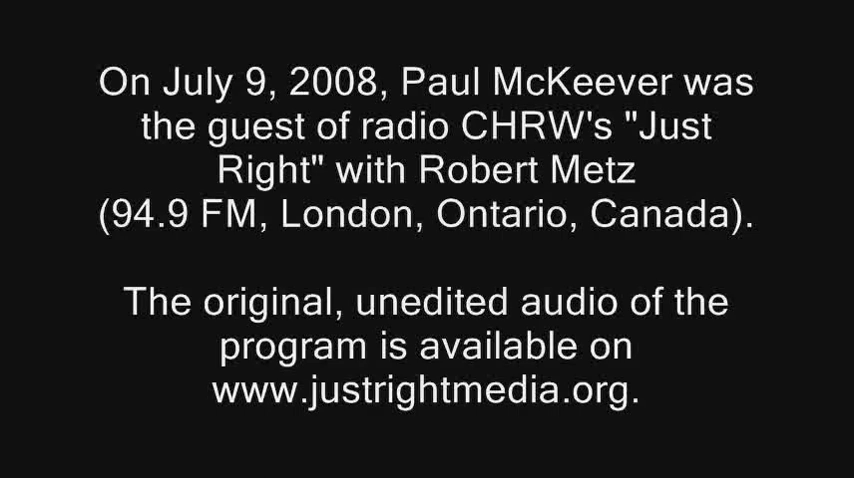 On July 9, 2008, Paul McKeever was
the guest of radio CHRW's "Just
Right" with Robert Metz
(94.9 FM, London, Ontario, Canada).
The original, unedited audio of the
program is available on
www.justrightmedia.org.